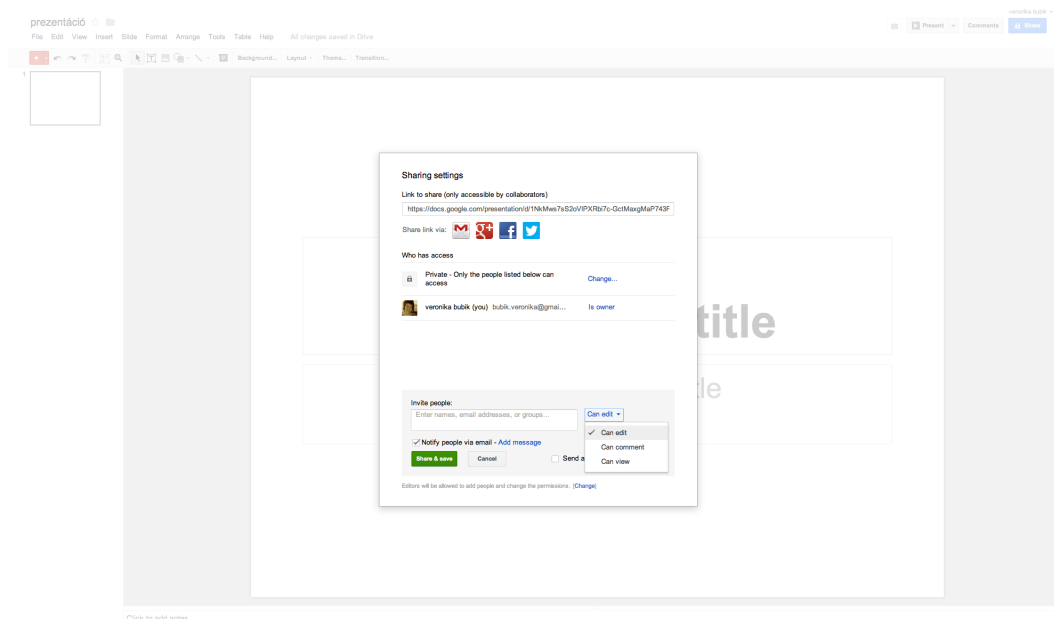 veronika bubik
prezentáció
Present
Comments
Share
File Edit View Insert Slide Format Arrange Tools Table Help All changes saved in Drive
Background... Layout Theme... Transition...
1
Sharing settings
Link to share (only accessible by collaborators)
https://docs.google.com/presentation/d/1NkMws7sS2oVlPXRbi7c-GctMaxgMaP743F
Share link via:
Who has access
Private - Only the people listed below can
access
Change...
veronika bubik (you) bubik.veronika@gmai... Is owner
title
tle
Invite people:
Enter names, email addresses, or groups...
Can edit
Can edit
Can comment
Can view
Notify people via email - Add message
Share & save Cancel Send a
Editors will be allowed to add people and change the permissions. [Change]
Click to add notes